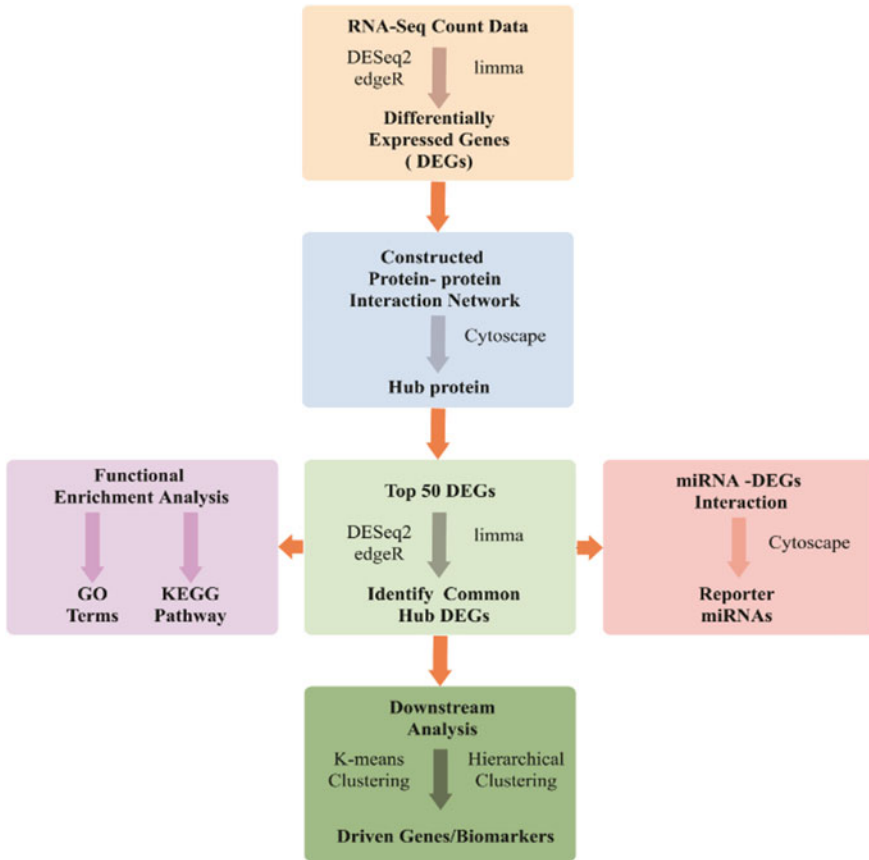 RNA-Seq Count Data
DESeq2
edgeR
limma
Differentially
Expressed Genes
( DEGs)
Constructed
Protein- protein
Interaction Network
Cytoscape
Hub protein
Functional
Enrichment Analysis
GO
Terms
KEGG
Pathway
Top 50 DEGs
DESeq2
edgeR
limma
Identify Common
Hub DEGs
miRNA -DEGs
Interaction
Cytoscape
Reporter
miRNAs
Downstream
Analysis
K-means
Clustering
Hierarchical
Clustering
Driven Genes/Biomarkers